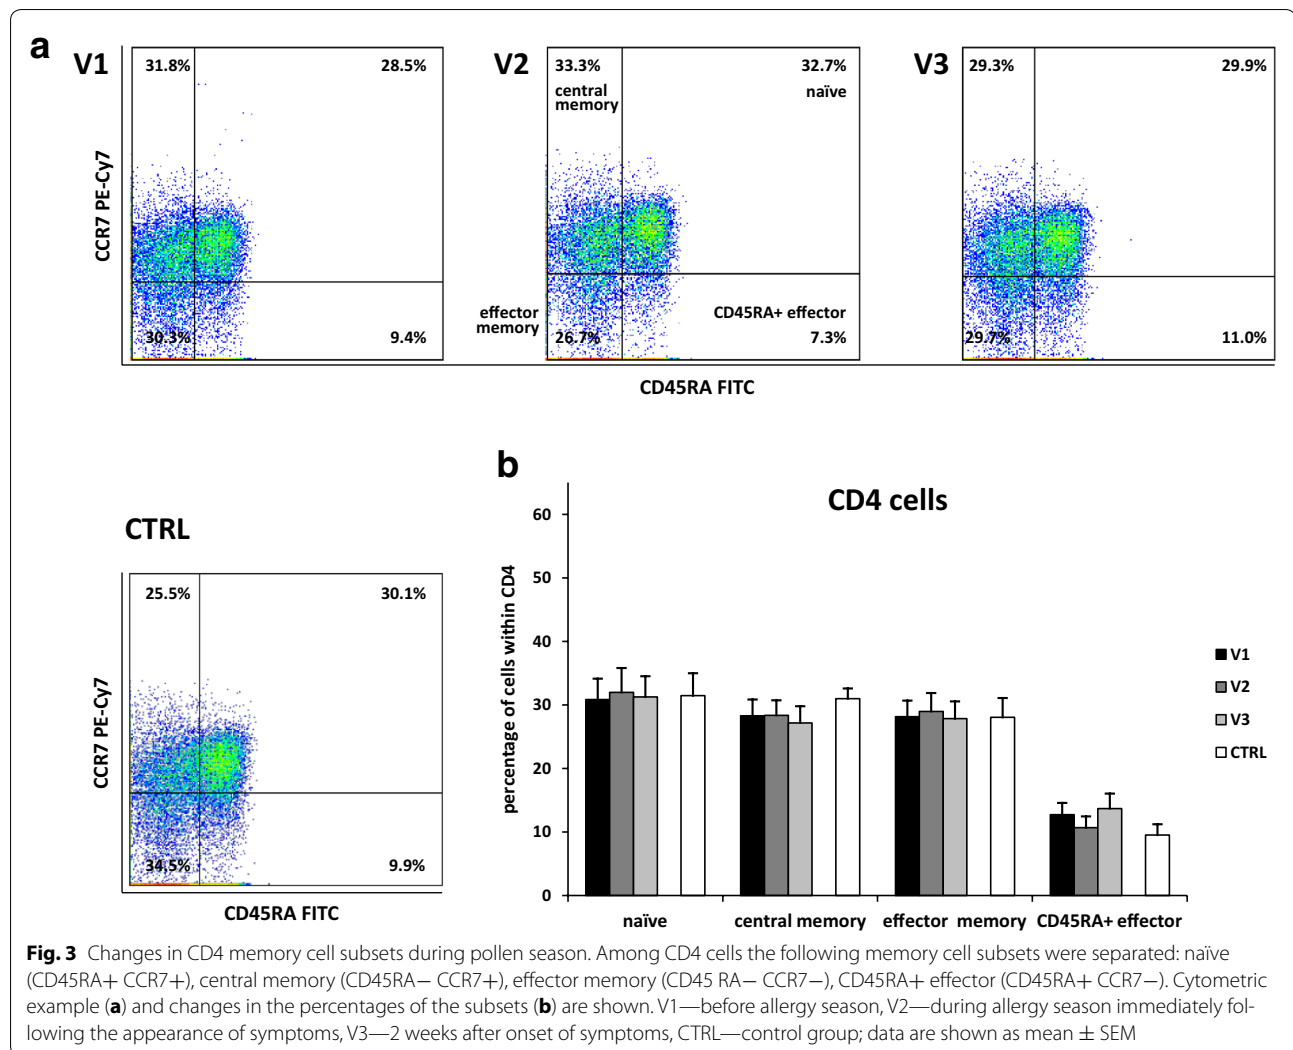 a
V1
V2
V3
31.8%
28.5%
30.3%
9.4%
33.3%
central
memory
32.7%
naïve
effector
memory
26.7%
CD45RA+ effector
7.3%
29.3%
29.9%
29.7%
11.0%
CCR7 PE-Cy7
CD45RA FITC
CTRL
25.5%
30.1%
34.5%
9.9%
CCR7 PE-Cy7
CD45RA FITC
b
CD4 cells
percentage of cells within CD4
60
50
40
30
20
10
0
naïve
central memory
effector memory
CD45RA+ effector
V1
V2
V3
CTRL
Fig. 3 Changes in CD4 memory cell subsets during pollen season. Among CD4 cells the following memory cell subsets were separated: naïve
(CD45RA+ CCR7+), central memory (CD45RA− CCR7+), effector memory (CD45 RA− CCR7−), CD45RA+ effector (CD45RA+ CCR7−). Cytometric
example (a) and changes in the percentages of the subsets (b) are shown. V1—before allergy season, V2—during allergy season immediately fol-
lowing the appearance of symptoms, V3—2 weeks after onset of symptoms, CTRL—control group; data are shown as mean ± SEM